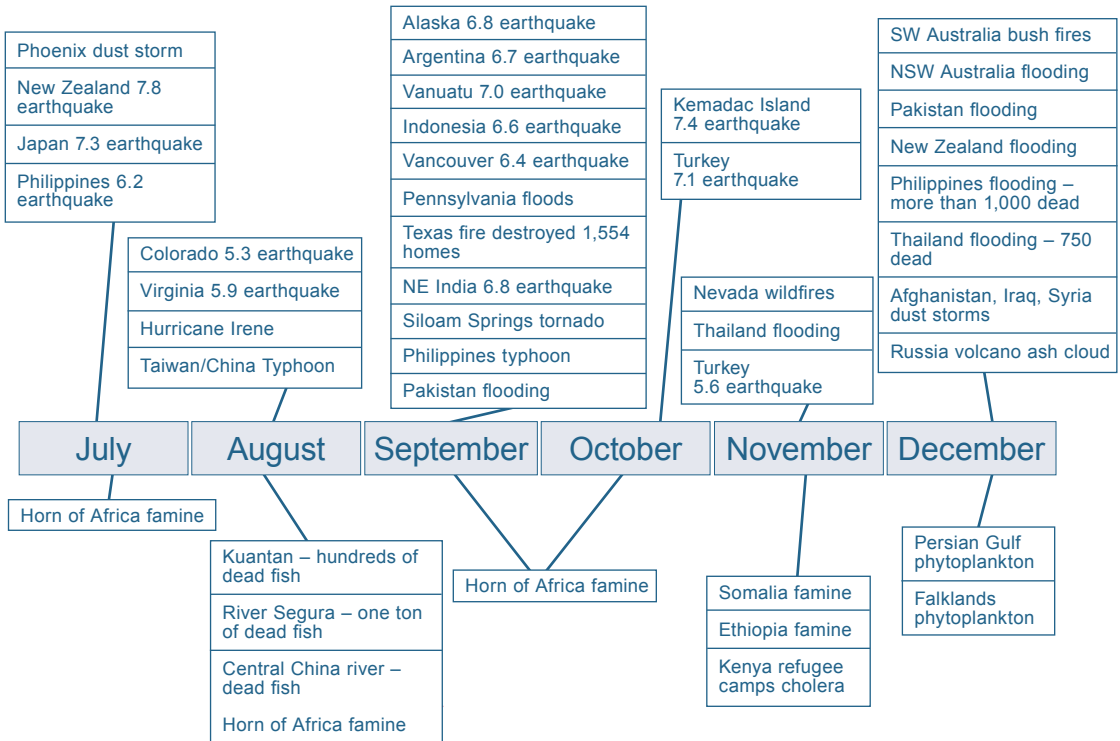 Phoenix dust storm
New Zealand 7.8
earthquake
Japan 7.3 earthquake
Philippines 6.2
earthquake
Colorado 5.3 earthquake
Virginia 5.9 earthquake
Hurricane Irene
Taiwan/China Typhoon
Alaska 6.8 earthquake
Argentina 6.7 earthquake
Vanuatu 7.0 earthquake
Indonesia 6.6 earthquake
Vancouver 6.4 earthquake
Pennsylvania floods
Texas fire destroyed 1,554
homes
NE India 6.8 earthquake
Siloam Springs tornado
Philippines typhoon
Pakistan flooding
Kemadac Island
7.4 earthquake
Turkey
7.1 earthquake
Nevada wildfires
Thailand flooding
Turkey
5.6 earthquake
SW Australia bush fires
NSW Australia flooding
Pakistan flooding
New Zealand flooding
Philippines flooding –
more than 1,000 dead
Thailand flooding – 750
dead
Afghanistan, Iraq, Syria
dust storms
Russia volcano ash cloud
July
August
September
October
November
December
Horn of Africa famine
Kuantan – hundreds of
dead fish
River Segura – one ton
of dead fish
Central China river –
dead fish
Horn of Africa famine
Horn of Africa famine
Somalia famine
Ethiopia famine
Kenya refugee
camps cholera
Persian Gulf
phytoplankton
Falklands
phytoplankton